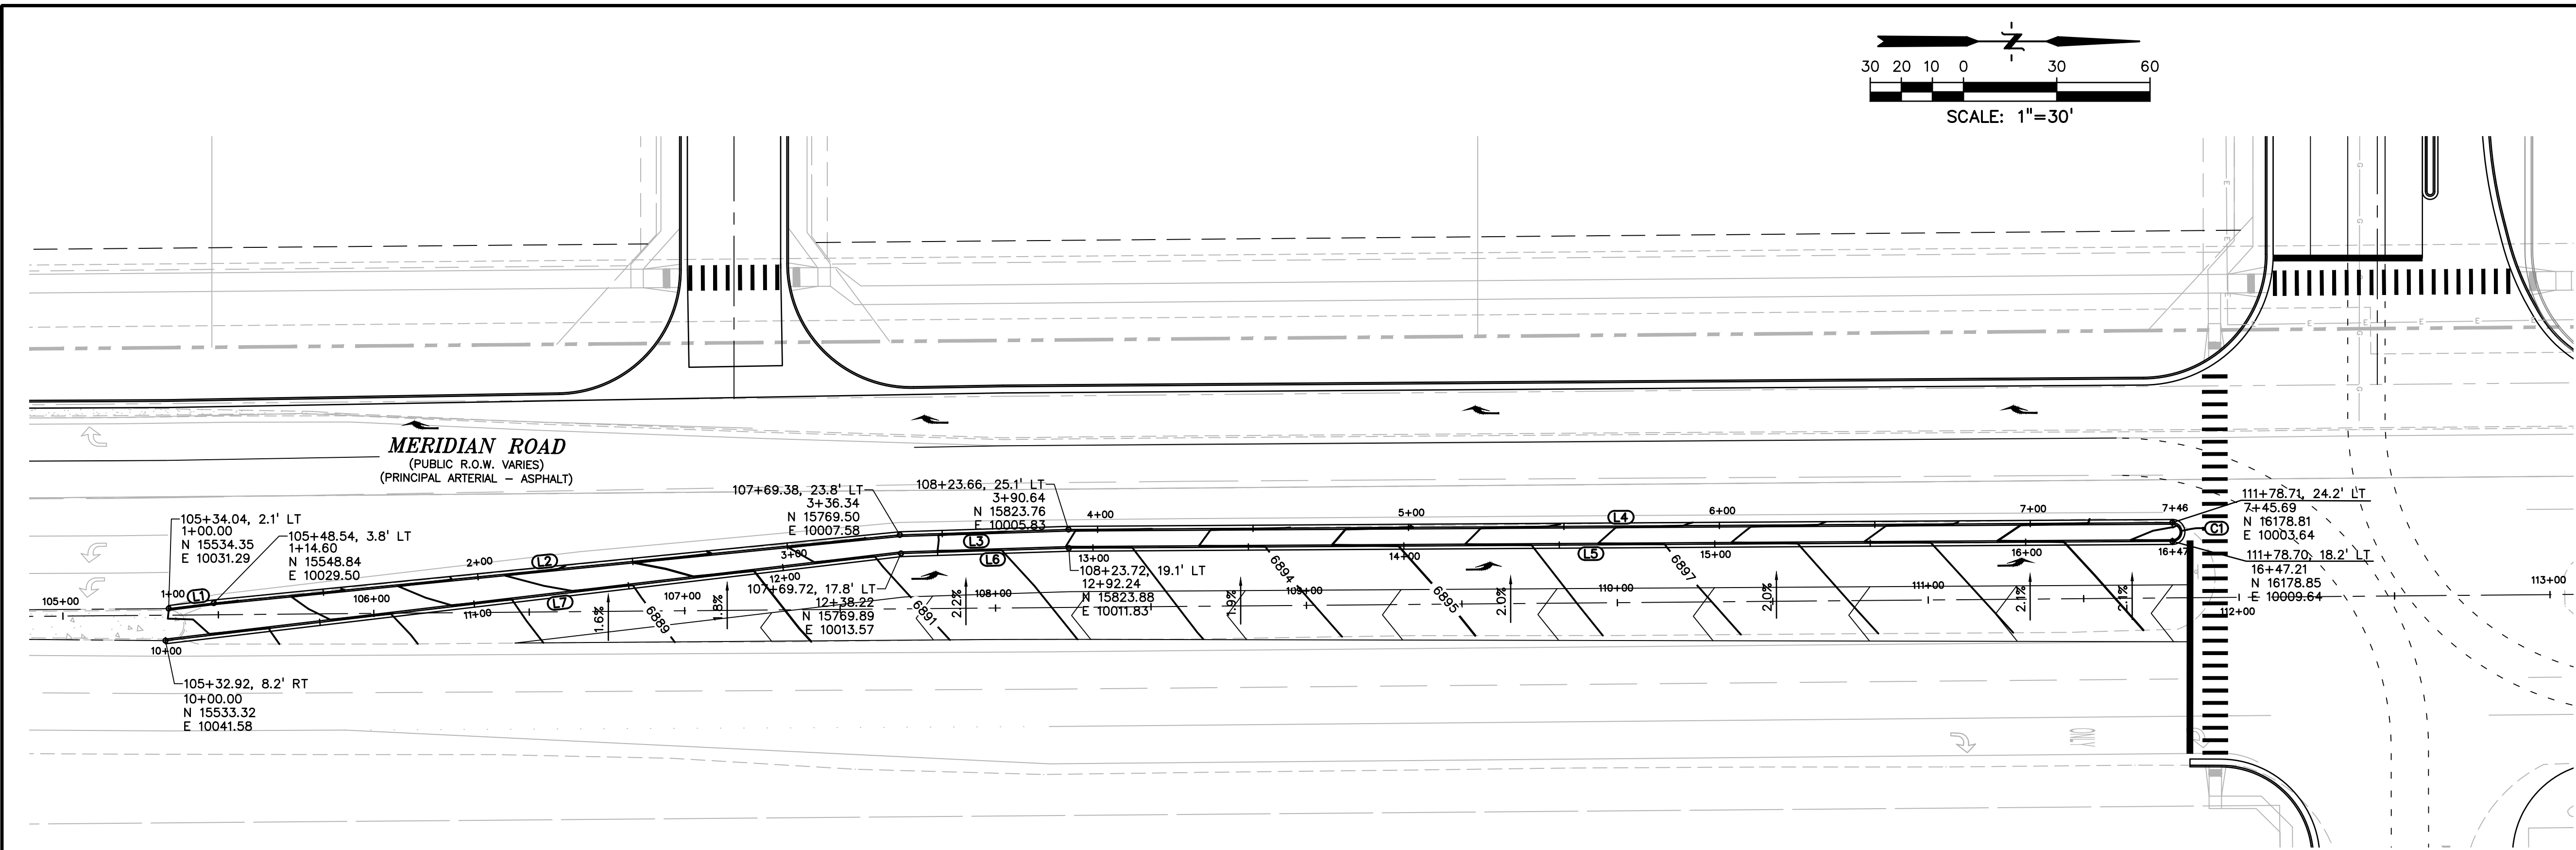 N
30 20 10 0 30 60
SCALE: 1"=30'
MERIDIAN ROAD
(PUBLIC R.O.W. VARIES)
(PRINCIPAL ARTERIAL – ASPHALT)
105+34.04, 2.1' LT
1+00.00
N 15534.35
E 10031.29
105+48.54, 3.8' LT
1+14.60
N 15548.84
E 10029.50
107+69.38, 23.8' LT
3+36.34
N 15769.50
E 10007.58
108+23.66, 25.1' LT
3+90.64
N 15823.76
E 10005.83
111+78.71, 24.2' LT
7+45.69
N 16178.81
E 10003.64
C1
111+78.70, 18.2' LT
16+47.21
N 16178.85
E 10009.64
1+00
L1
L2
2+00
3+00
L3
4+00
5+00
L4
6+00
7+00
7+46
10+00
11+00
L7
12+00
L6
13+00
14+00
L5
15+00
16+00
16+47
107+69.72, 17.8' LT
12+38.22
N 15769.89
E 10013.57
108+23.72, 19.1' LT
12+92.24
N 15823.88
E 10011.83
105+00
106+00
107+00
108+00
109+00
110+00
111+00
112+00
113+00
1.6%
6889
1.8%
6891
2.2%
1.9%
6894
6895
2.0%
6897
2.0%
2.1%
2.1%
105+32.92, 8.2' RT
10+00.00
N 15533.32
E 10041.58
ONLY
E
E
E
E
E
E
E
G
G
G
G